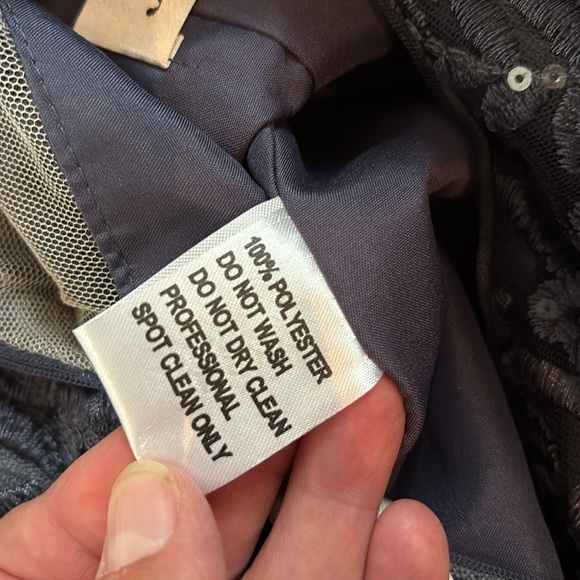 100% POLYESTER
DO NOT WASH
DO NOT DRY CLEAN
PROFESSIONAL
SPOT CLEAN ONLY